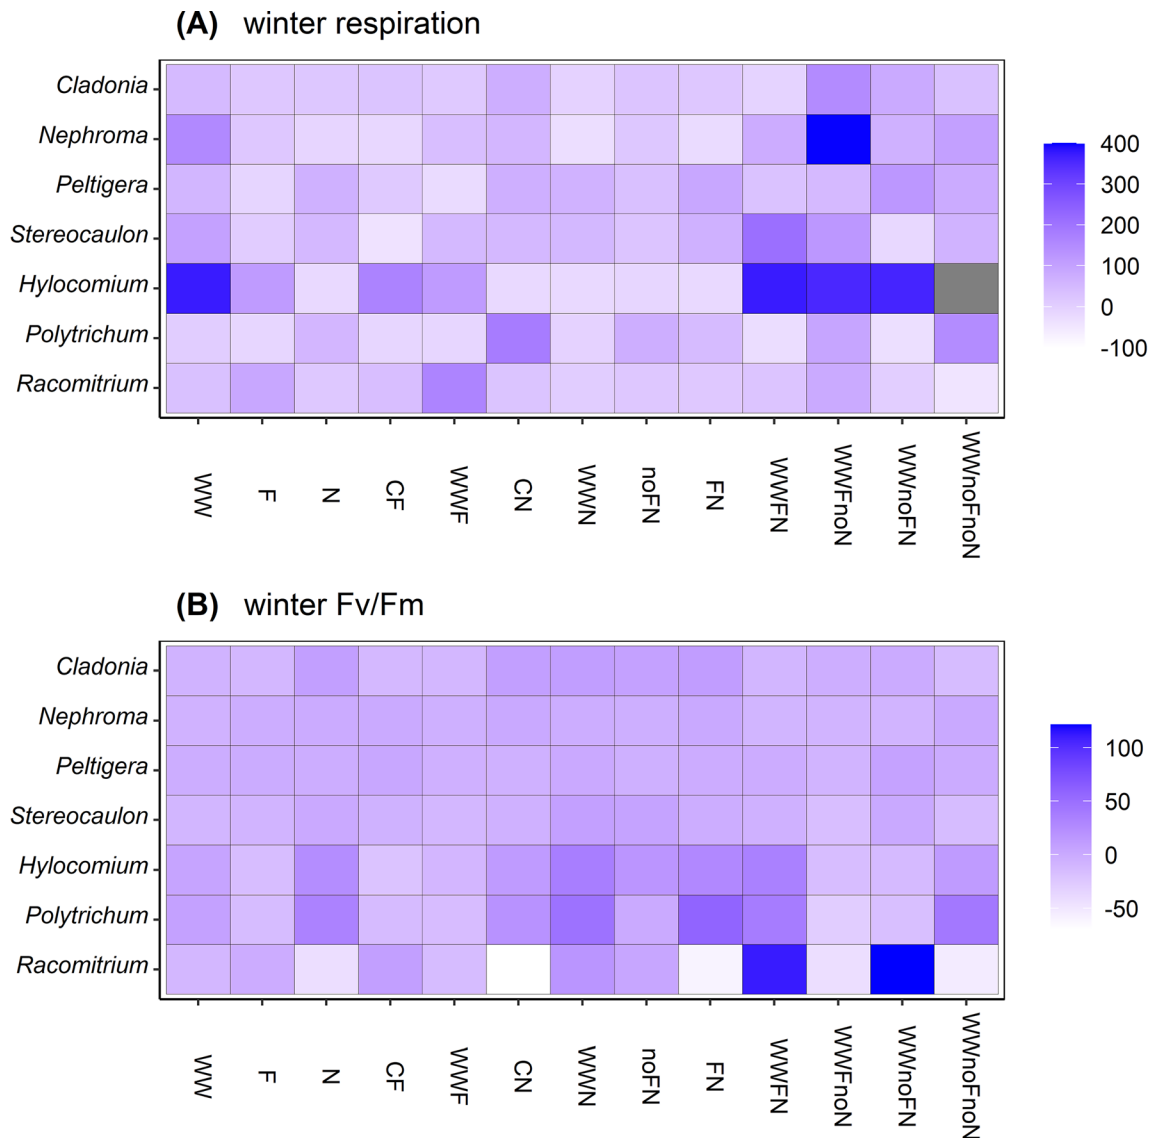 (A) winter respiration
Cladonia
Nephroma
Peltigera
Stereocaulon
Hylocomium
Polytrichum
Racomitrium
400
300
200
100
0
-100
WW F N CF WWF CN WWN noFN FN WWFN WWFnoN WWnoFN WWnoFnoN
(B) winter Fv/Fm
Cladonia
Nephroma
Peltigera
Stereocaulon
Hylocomium
Polytrichum
Racomitrium
100
50
0
-50
WW F N CF WWF CN WWN noFN FN WWFN WWFnoN WWnoFN WWnoFnoN